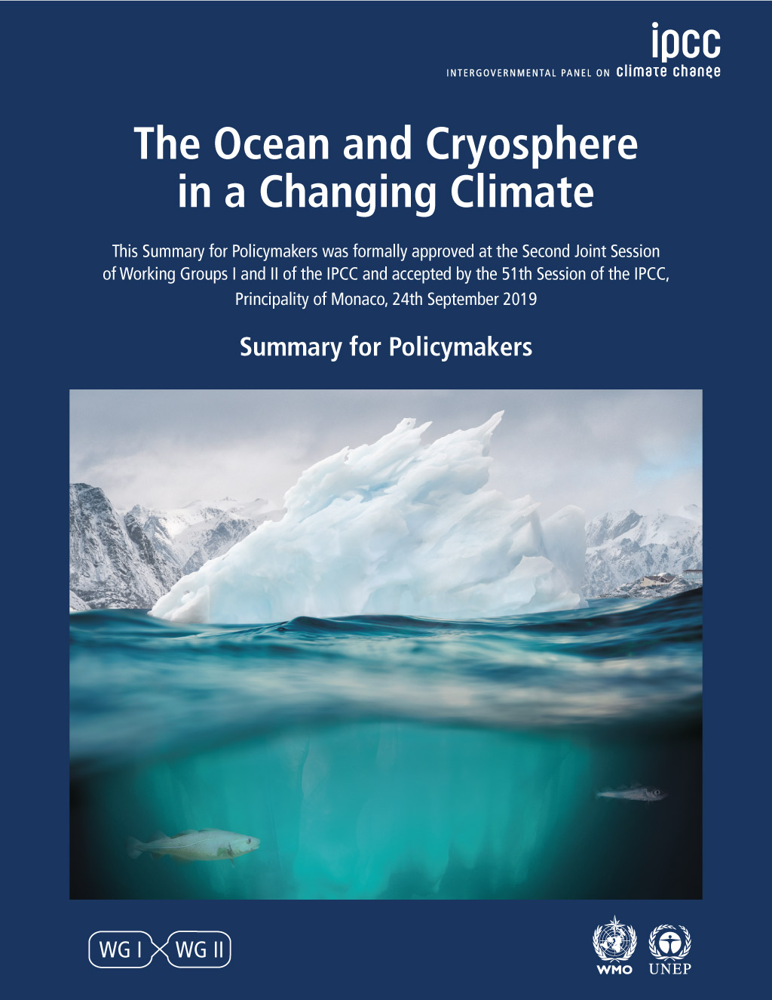 ipcc
INTERGOVERNMENTAL PANEL ON climate change
The Ocean and Cryosphere
in a Changing Climate
This Summary for Policymakers was formally approved at the Second Joint Session
of Working Groups I and II of the IPCC and accepted by the 51th Session of the IPCC,
Principality of Monaco, 24th September 2019
Summary for Policymakers
WG I WG II
WMO UNEP